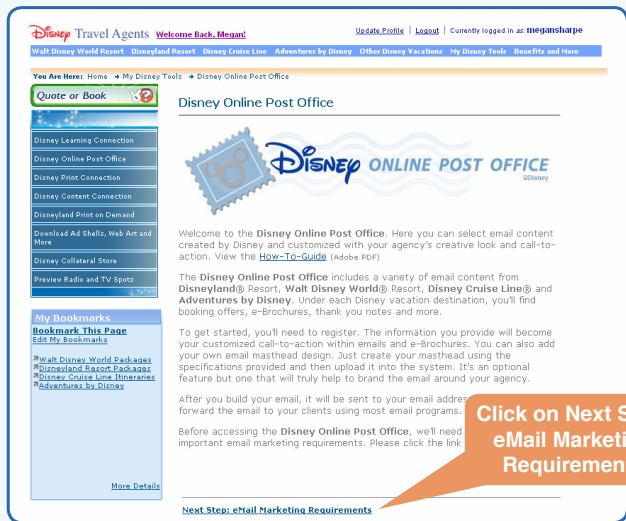 Disney Travel Agents Welcome Back, Megan!
Update Profile | Logout | Currently logged in as: megansharpe
Walt Disney World Resort Disneyland Resort Disney Cruise Line Adventures by Disney Other Disney Vacations My Disney Tools Benefits and More
You Are Here: Home → My Disney Tools → Disney Online Post Office
Quote or Book
Disney Learning Connection
Disney Online Post Office
Disney Print Connection
Disney Content Connection
Disneyland Print on Demand
Download Ad Shells, Web Art and
More
Disney Collateral Store
Preview Radio and TV Spots
My Bookmarks
Bookmark This Page
Edit My Bookmarks
Walt Disney World Packages
Disneyland Resort Packages
Disney Cruise Line Itineraries
Adventures by Disney
More Details
Disney Online Post Office
Disney ONLINE POST OFFICE
©Disney
Welcome to the Disney Online Post Office. Here you can select email content
created by Disney and customized with your agency's creative look and call-to-
action. View the How-To-Guide (Adobe PDF)
The Disney Online Post Office includes a variety of email content from
Disneyland® Resort, Walt Disney World® Resort, Disney Cruise Line® and
Adventures by Disney. Under each Disney vacation destination, you'll find
booking offers, e-Brochures, thank you notes and more.
To get started, you'll need to register. The information you provide will become
your customized call-to-action within emails and e-Brochures. You can also add
your own email masthead design. Just create your masthead using the
specifications provided and then upload it into the system. It's an optional
feature but one that will truly help to brand the email around your agency.
After you build your email, it will be sent to your email addre
forward the email to your clients using most email programs.
Before accessing the Disney Online Post Office, we'll need
important email marketing requirements. Please click the link
Click on Next S
eMail Marketi
Requiremen
Next Step: eMail Marketing Requirements